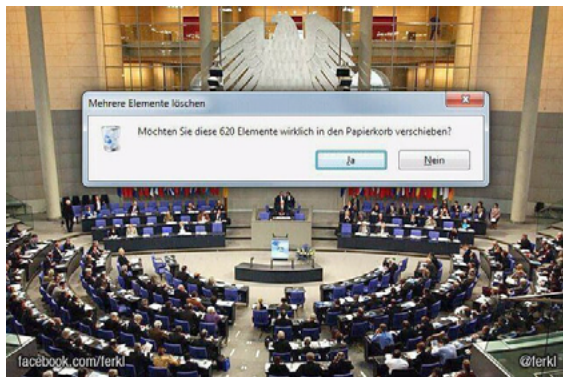 Mehrere Elemente löschen
Möchten Sie diese 620 Elemente wirklich in den Papierkorb verschieben?
Ja
Nein
facebook.com/ferkl
@ferkl